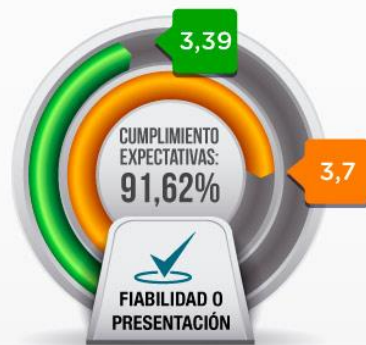 3,39
CUMPLIMIENTO
EXPECTATIVAS:
91,62%
3,7
FIABILIDAD O
PRESENTACIÓN